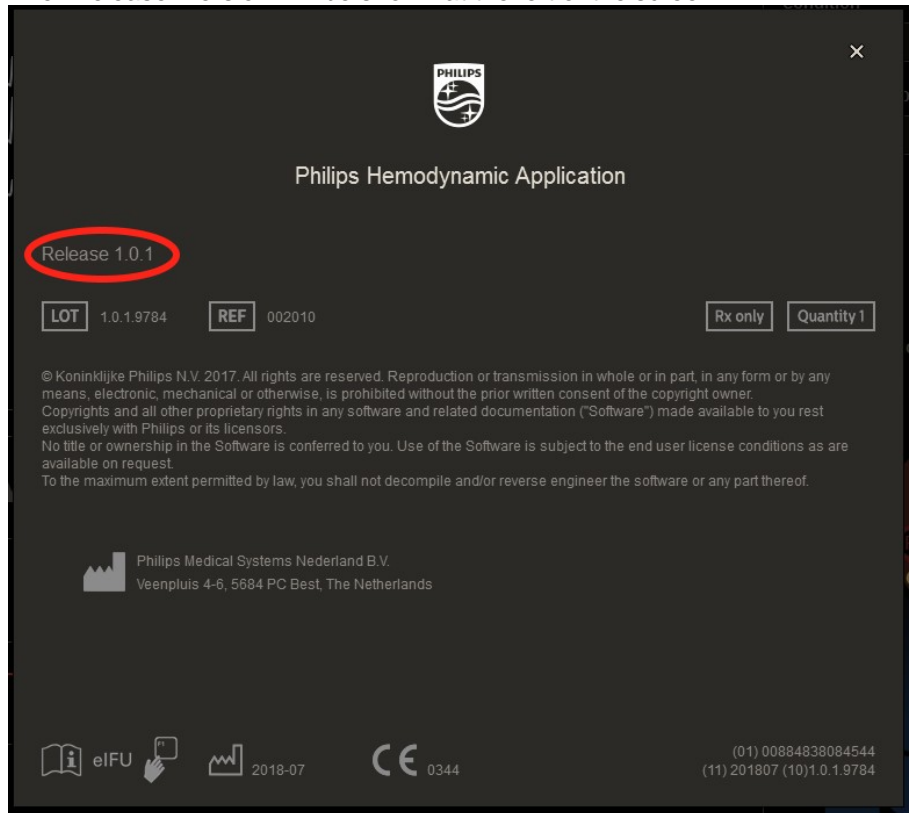 PHILIPS
Philips Hemodynamic Application
Release 1.0.1
LOT 1.0.1.9784 REF 002010 Rx only Quantity 1
© Koninklijke Philips N.V. 2017. All rights are reserved. Reproduction or transmission in whole or in part, in any form or by any
means, electronic, mechanical or otherwise, is prohibited without the prior written consent of the copyright owner.
Copyrights and all other proprietary rights in any software and related documentation ("Software") made available to you rest
exclusively with Philips or its licensors.
No title or ownership in the Software is conferred to you. Use of the Software is subject to the end user license conditions as are
available on request.
To the maximum extent permitted by law, you shall not decompile and/or reverse engineer the software or any part thereof.
Philips Medical Systems Nederland B.V.
Veenpluis 4-6, 5684 PC Best, The Netherlands
eIFU F1 2018-07 CE 0344
(01) 00884838084544
(11) 201807 (10)1.0.1.9784